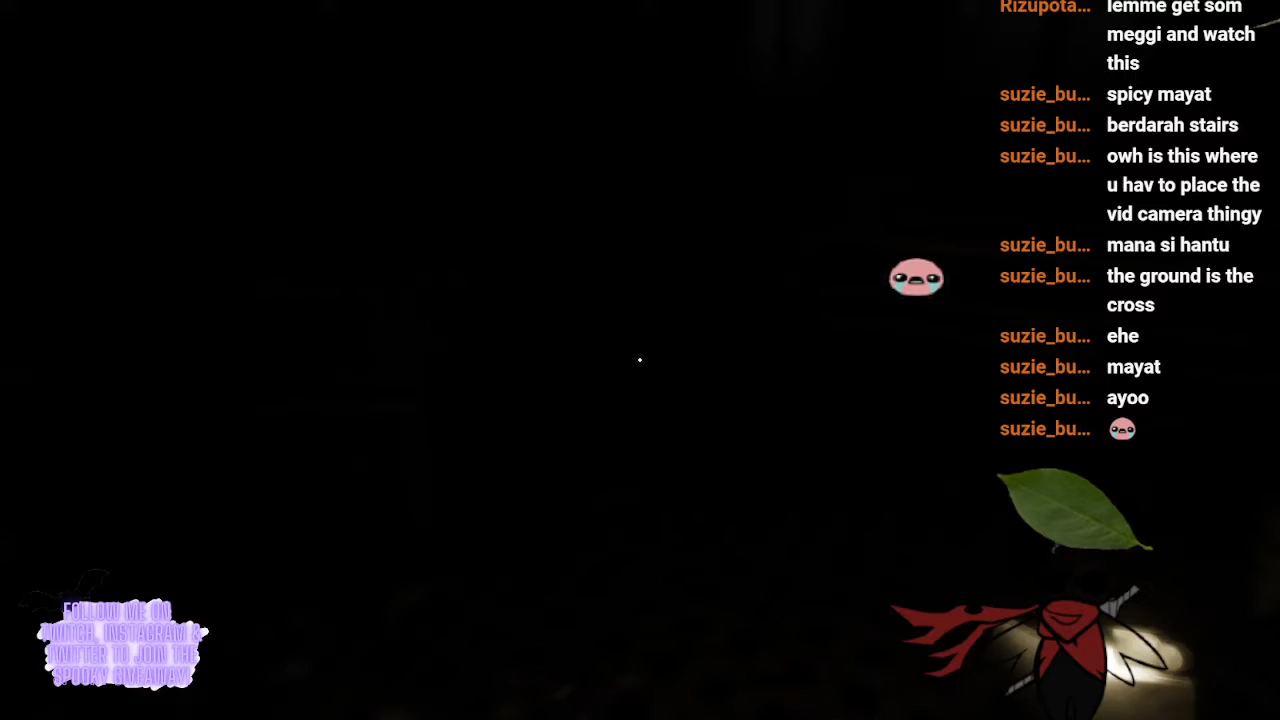 Rizupota... lemme get som
meggi and watch
this
suzie_bu... spicy mayat
suzie_bu... berdarah stairs
suzie_bu... owh is this where
u hav to place the
vid camera thingy
suzie_bu... mana si hantu
suzie_bu... the ground is the
cross
suzie_bu... ehe
suzie_bu... mayat
suzie_bu... ayoo
suzie_bu...
FOLLOW ME ON
TWITCH, INSTAGRAM &
TWITTER TO JOIN THE
SPOOKY GIVEAWAY!